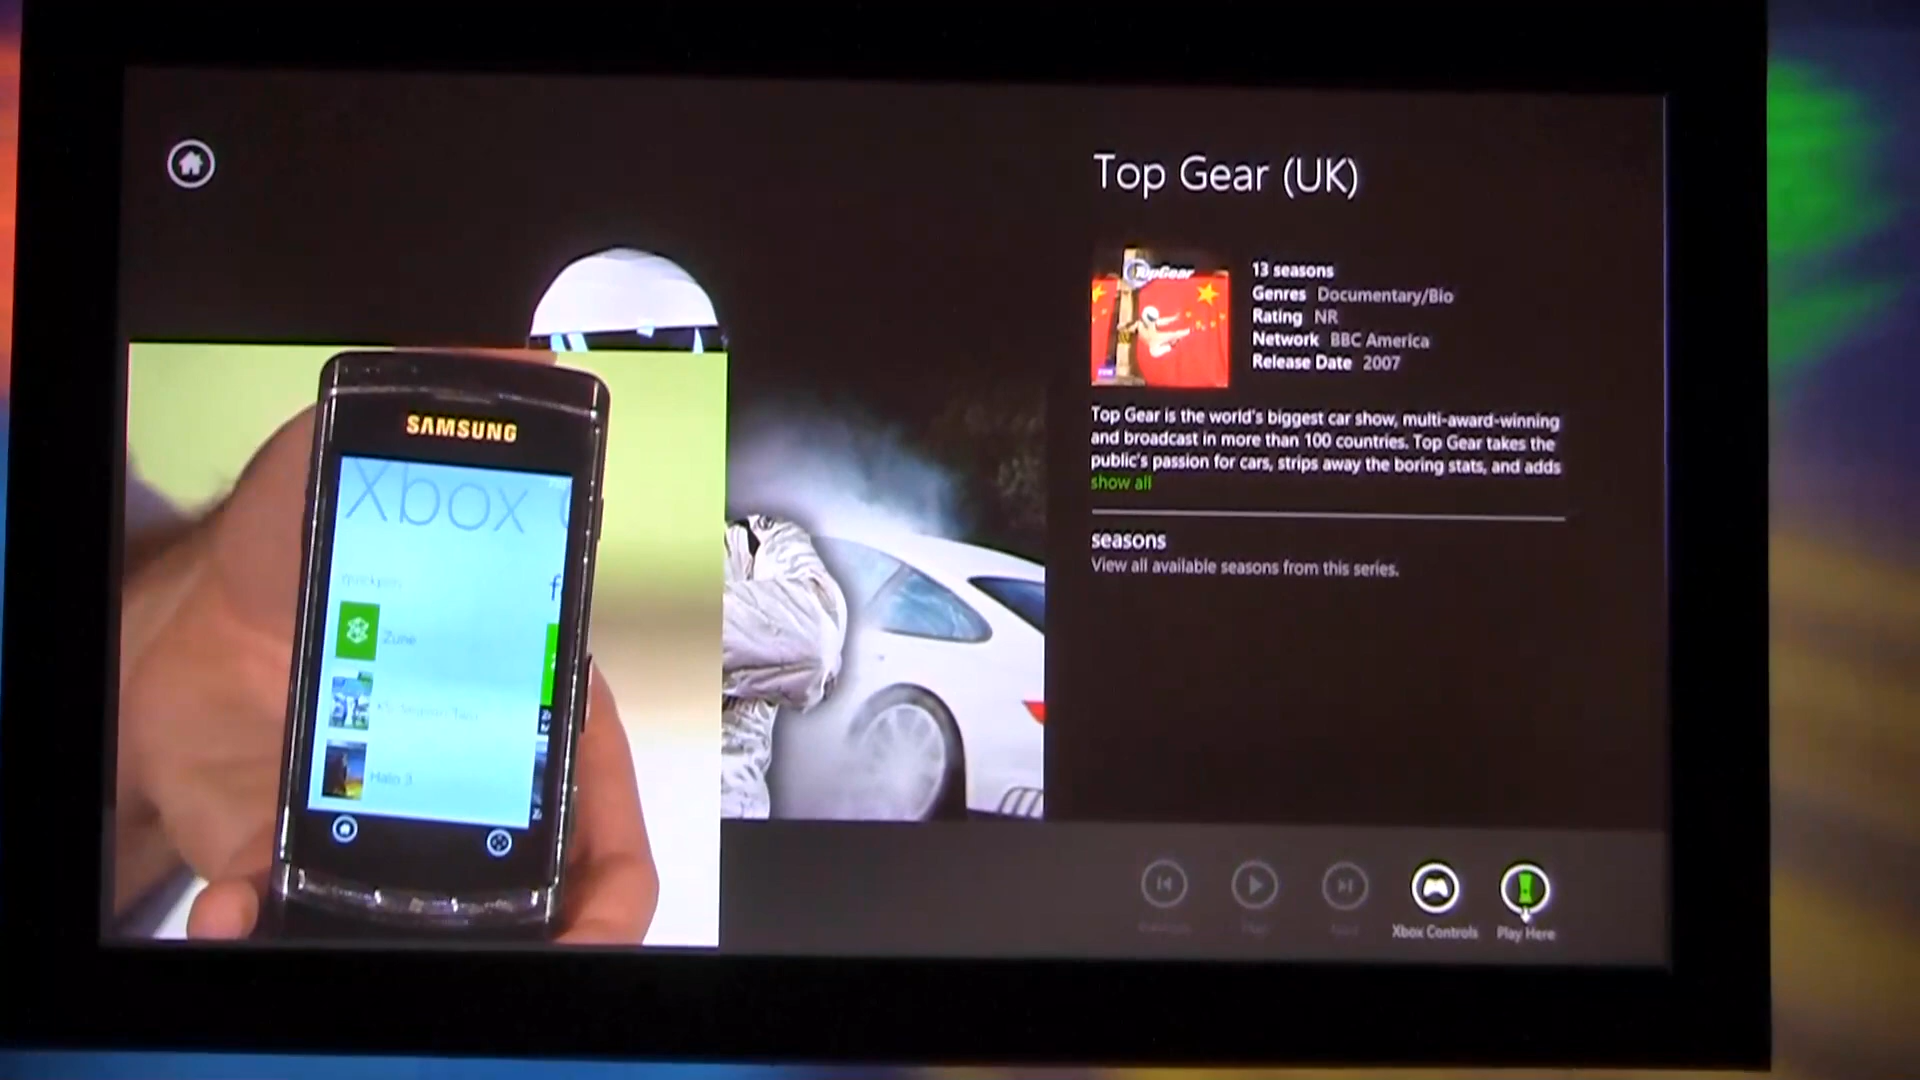 Top Gear (UK)
TopGear
13 seasons
Genres Documentary/Bio
Rating NR
Network BBC America
Release Date 2007
Top Gear is the world's biggest car show, multi-award-winning
and broadcast in more than 100 countries. Top Gear takes the
public's passion for cars, strips away the boring stats, and adds
show all
seasons
View all available seasons from this series.
SAMSUNG
Xbox
Zune
Halo 3
Xbox Controls
Play Here